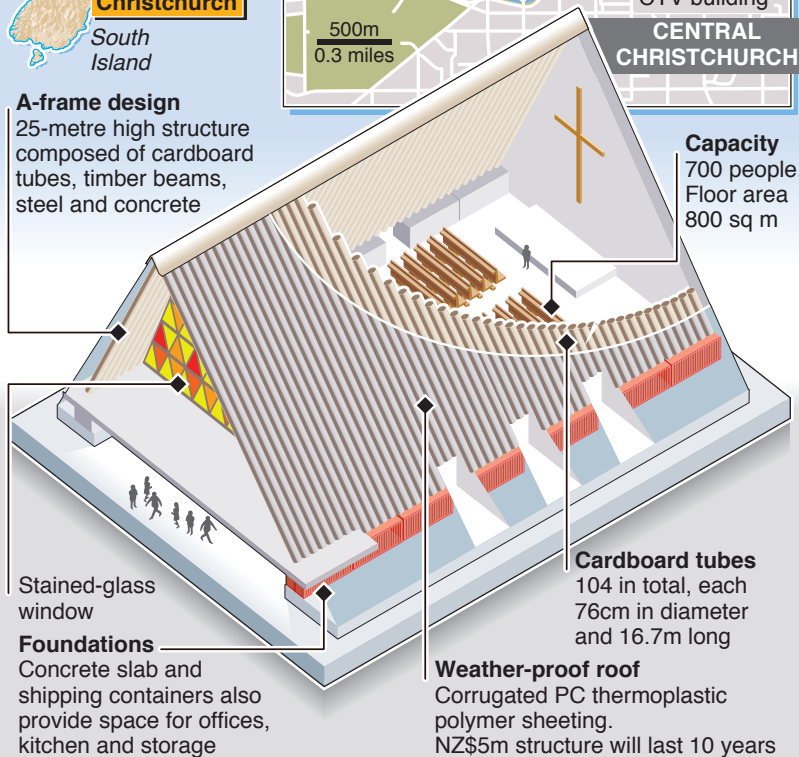 Christchurch
South
Island
500m
0.3 miles
CTV building
CENTRAL
CHRISTCHURCH
A-frame design
25-metre high structure
composed of cardboard
tubes, timber beams,
steel and concrete
Capacity
700 people.
Floor area
800 sq m
Stained-glass
window
Foundations
Concrete slab and
shipping containers also
provide space for offices,
kitchen and storage
Cardboard tubes
104 in total, each
76cm in diameter
and 16.7m long
Weather-proof roof
Corrugated PC thermoplastic
polymer sheeting.
NZ$5m structure will last 10 years